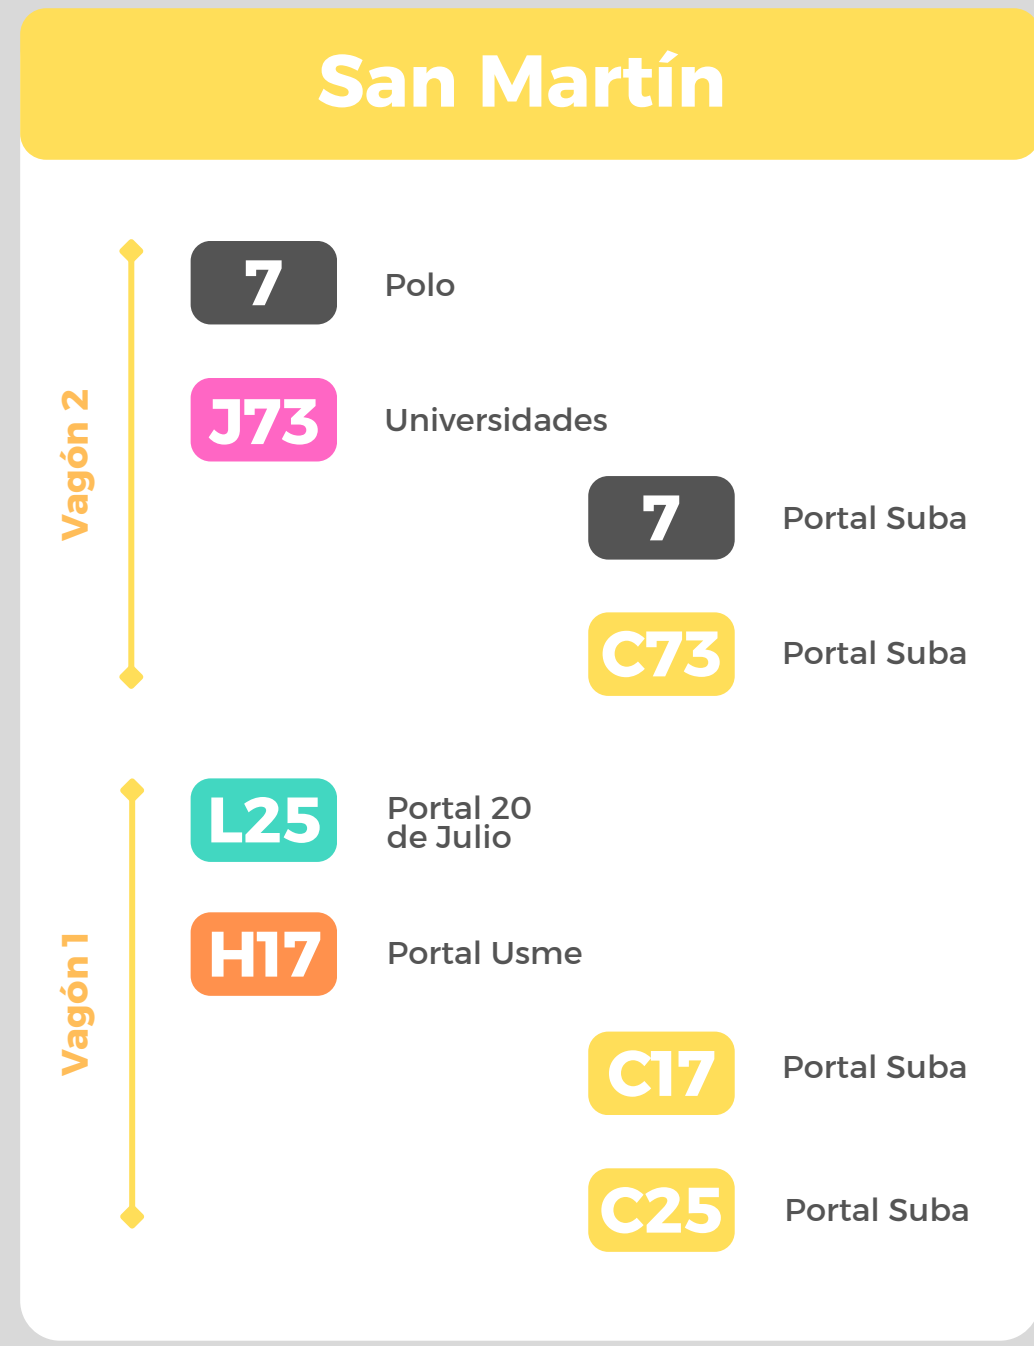 San Martín
Vagón 2
7
Polo
J73
Universidades
7
Portal Suba
C73
Portal Suba
Vagón 1
L25
Portal 20
de Julio
H17
Portal Usme
C17
Portal Suba
C25
Portal Suba